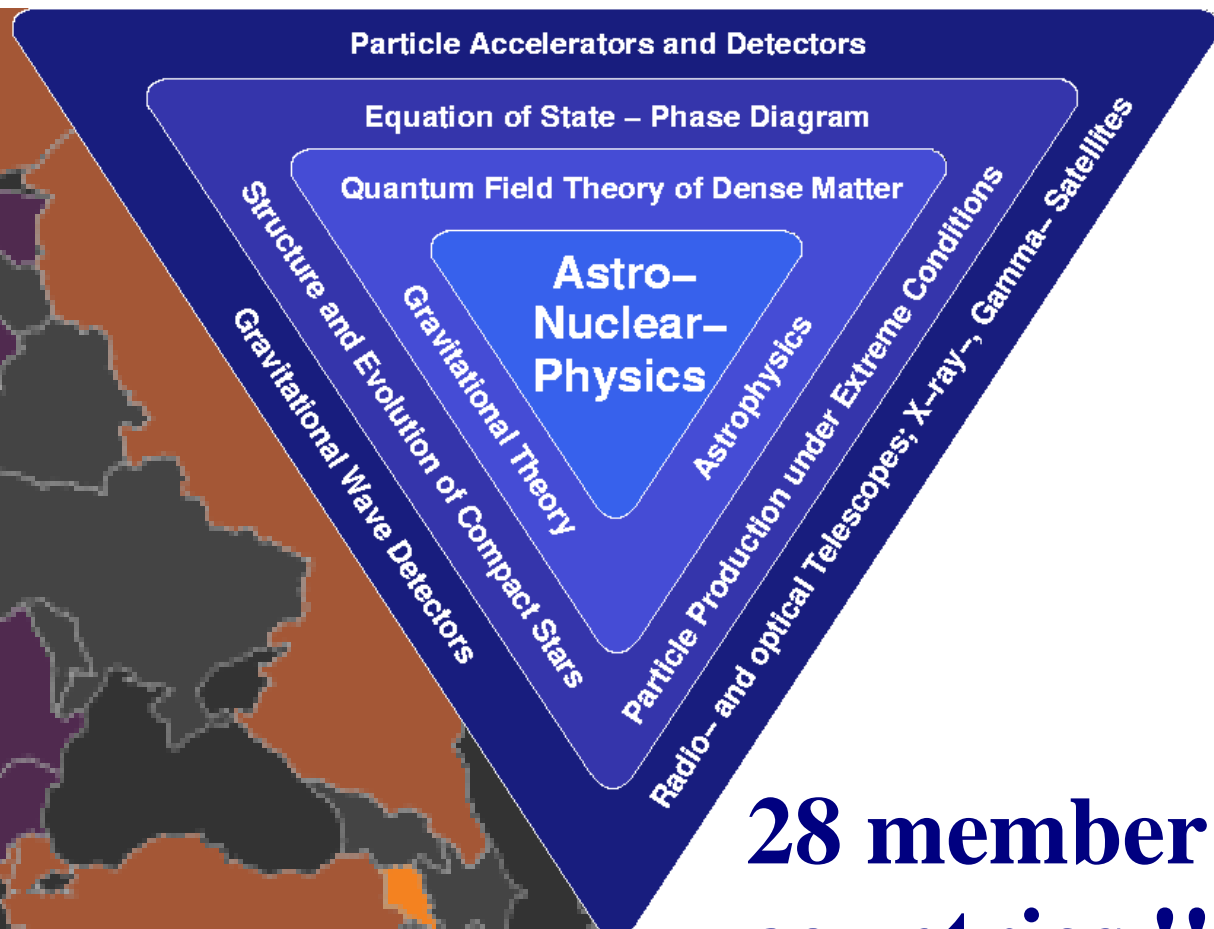 Particle Accelerators and Detectors
Equation of State – Phase Diagram
Quantum Field Theory of Dense Matter
Astro–
Nuclear–
Physics
Gravitational Theory
Astrophysics
Structure and Evolution of Compact Stars
Particle Production under Extreme Conditions
Gravitational Wave Detectors
Radio– and optical Telescopes; X–ray–, Gamma– Satellites
28 member